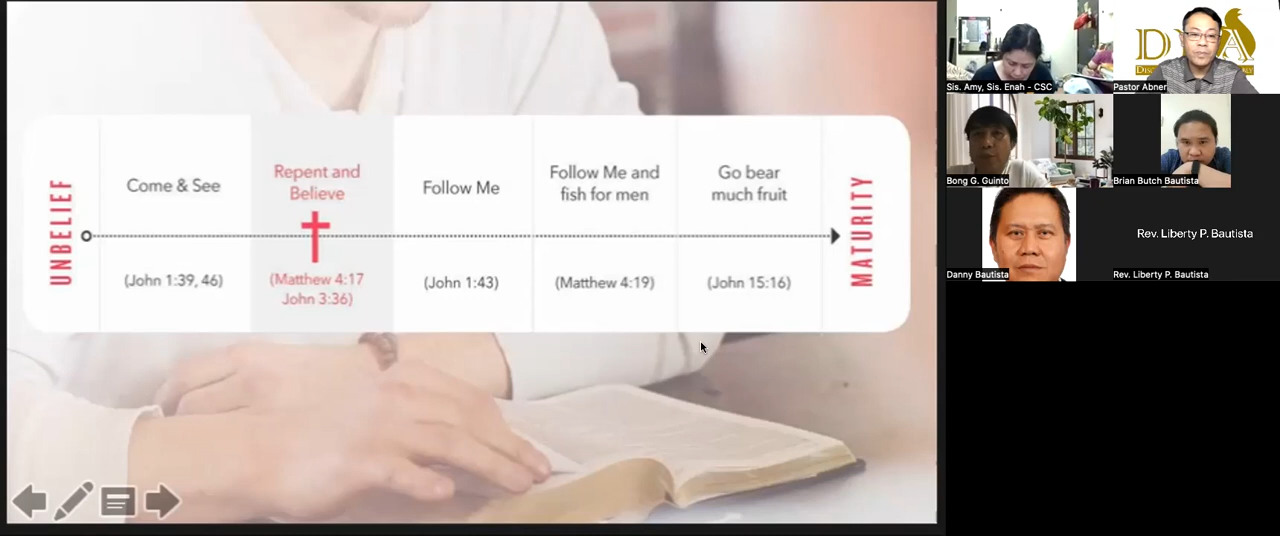 UNBELIEF
Come & See
(John 1:39, 46)
Repent and
Believe
(Matthew 4:17
John 3:36)
Follow Me
(John 1:43)
Follow Me and
fish for men
(Matthew 4:19)
Go bear
much fruit
(John 15:16)
MATURITY
Sis. Amy, Sis. Enah - CSC
Pastor Abner
Bong G. Guinto
Brian Butch Bautista
Danny Bautista
Rev. Liberty P. Bautista
Rev. Liberty P. Bautista